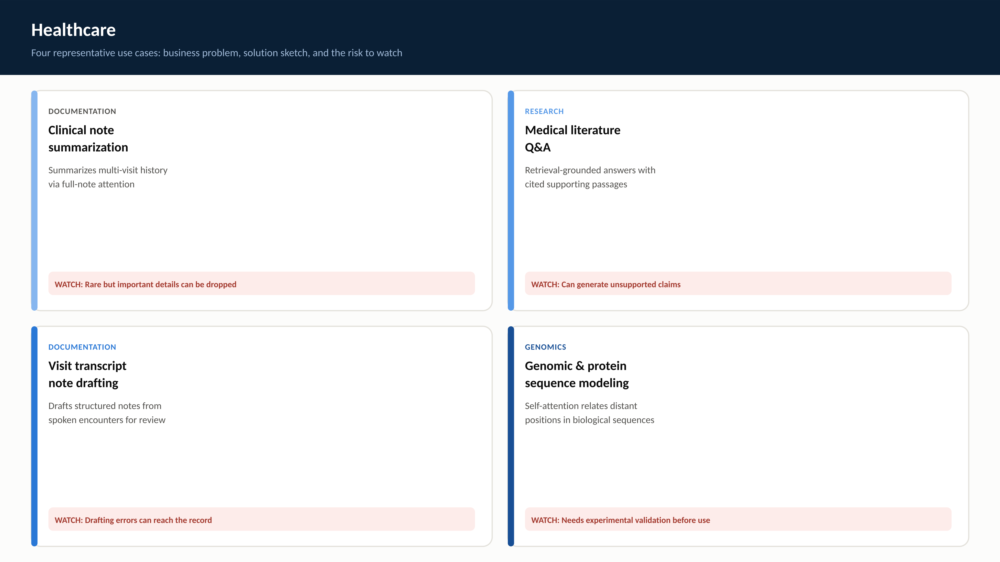 Healthcare
Four representative use cases: business problem, solution sketch, and the risk to watch
DOCUMENTATION
Clinical note
summarization
Summarizes multi-visit history
via full-note attention
WATCH: Rare but important details can be dropped
RESEARCH
Medical literature
Q&A
Retrieval-grounded answers with
cited supporting passages
WATCH: Can generate unsupported claims
DOCUMENTATION
Visit transcript
note drafting
Drafts structured notes from
spoken encounters for review
WATCH: Drafting errors can reach the record
GENOMICS
Genomic & protein
sequence modeling
Self-attention relates distant
positions in biological sequences
WATCH: Needs experimental validation before use